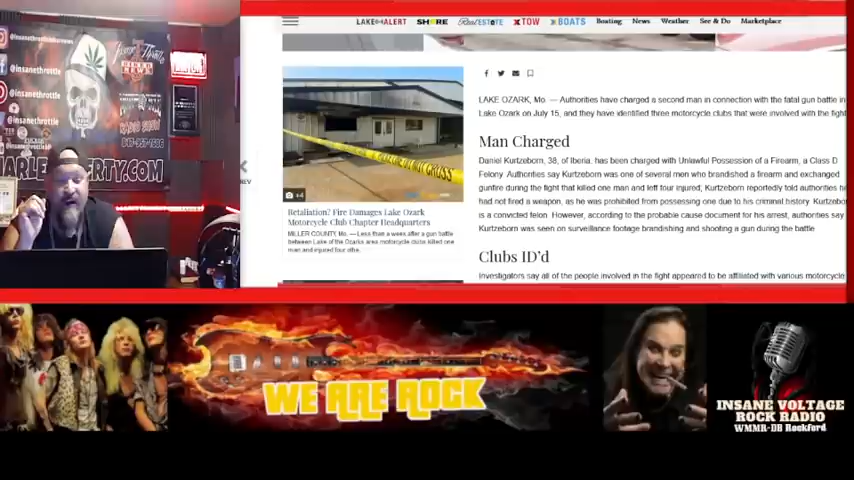 LAKE ALERT
SHORE
Real ESTATE
TOW
BOATS
Boating
News
Weather
See & Do
Marketplace
@insanethrottle
@insanethrottle
BIKER
NEWS
RADIO SHOW
REV
+4
Retaliation? Fire Damages Lake Ozark
Motorcycle Club Chapter Headquarters
MILLER COUNTY, Mo. — Less than a week after a gun battle
between Lake of the Ozarks area motorcycle clubs killed one
man and injured four othe..
LAKE OZARK, Mo. — Authorities have charged a second man in connection with the fatal gun battle in
Lake Ozark on July 15, and they have identified three motorcycle clubs that were involved with the fight
Man Charged
Daniel Kurtzeborn, 38, of Iberia, has been charged with Unlawful Possession of a Firearm, a Class D
Felony. Authorities say Kurtzeborn was one of several men who brandished a firearm and exchanged
gunfire during the fight that killed one man and left four injured; Kurtzeborn reportedly told authorities h
had not fired a weapon, as he was prohibited from possessing one due to his criminal history. Kurtzebor
is a convicted felon. However, according to the probable cause document for his arrest, authorities say
Kurtzeborn was seen on surveillance footage brandishing and shooting a gun during the battle
Clubs ID'd
Investigators say all of the people involved in the fight appeared to be affiliated with various motorcycle
WE ARE ROCK
INSANE VOLTAGE
ROCK RADIO
WMMR-DB Rockford